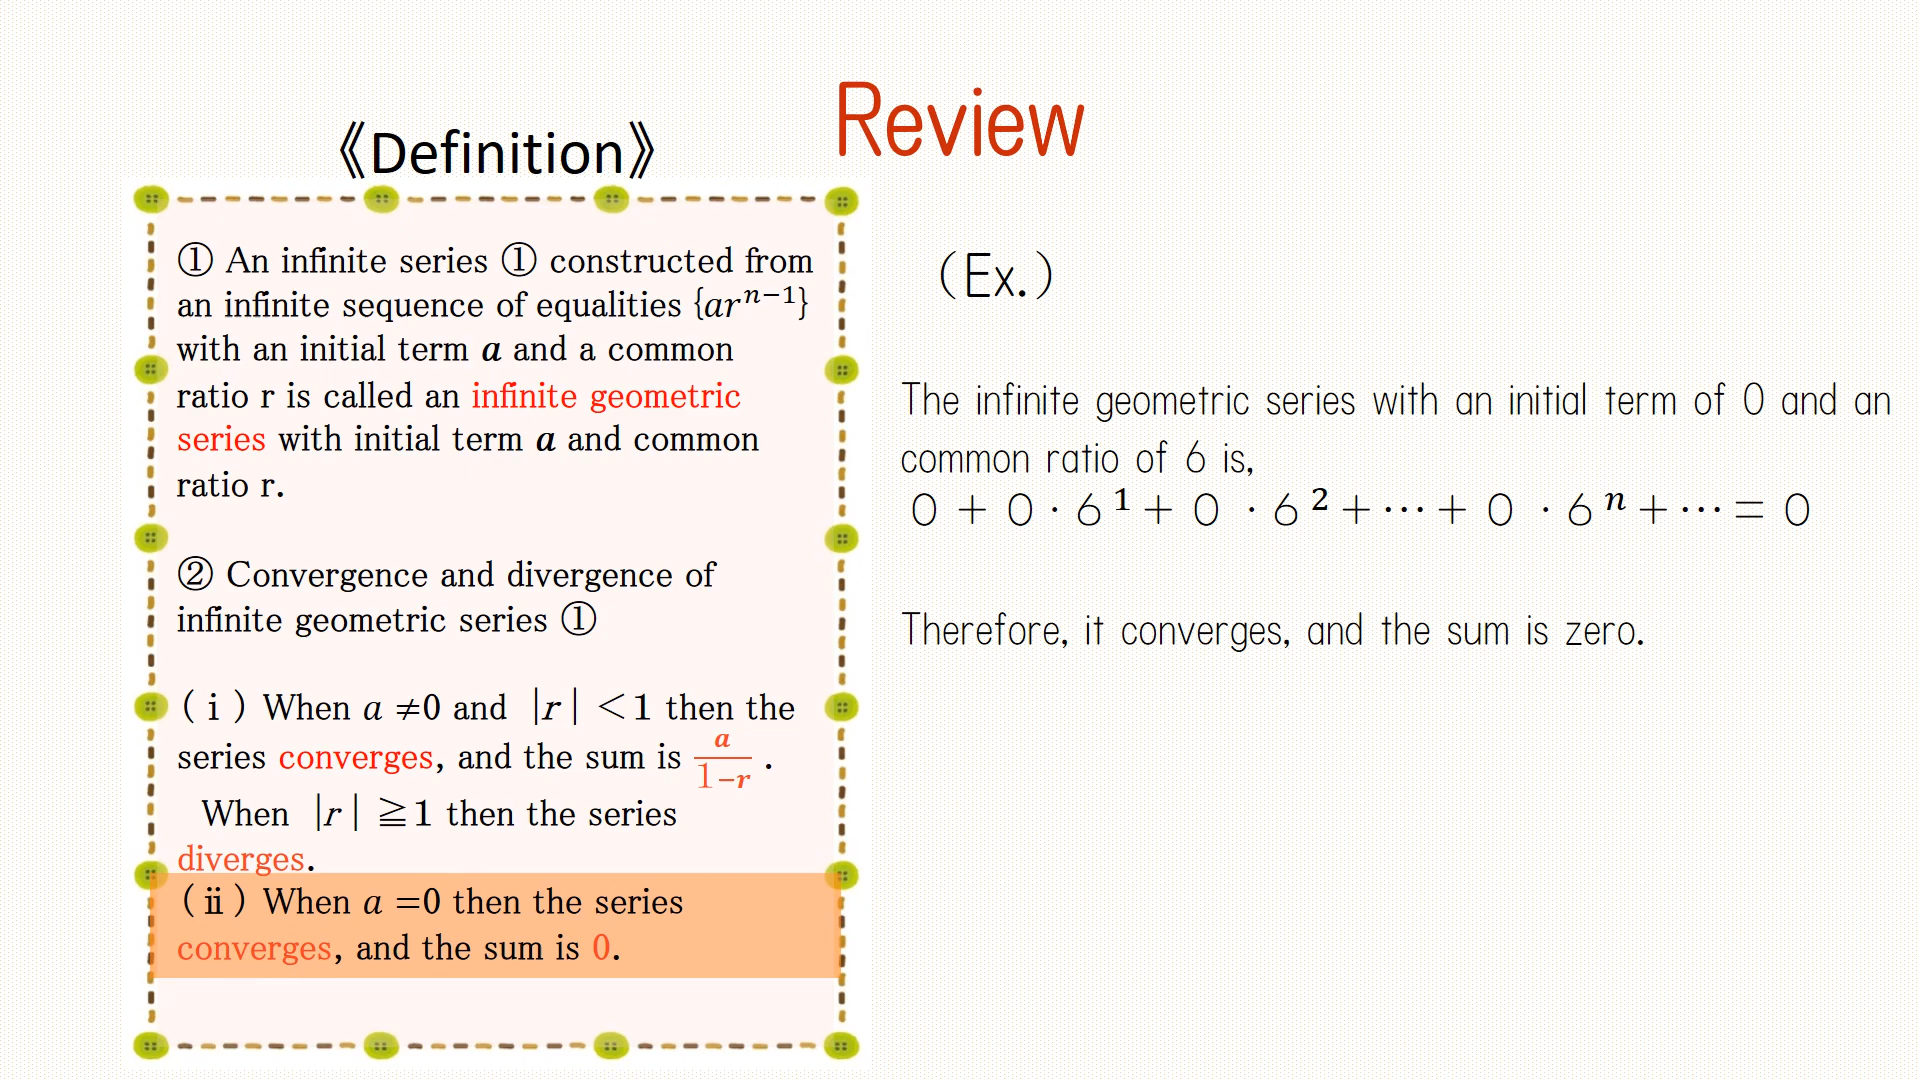 Review
《Definition》
① An infinite series ① constructed from
an infinite sequence of equalities {arⁿ⁻¹}
with an initial term a and a common
ratio r is called an infinite geometric
series with initial term a and common
ratio r.
② Convergence and divergence of
infinite geometric series ①
(ⅰ) When a ≠0 and |r| <1 then the
series converges, and the sum is a/(1−r) .
When |r| ≧1 then the series
diverges.
(ⅱ) When a =0 then the series
converges, and the sum is 0.
(Ex.)
The infinite geometric series with an initial term of 0 and an
common ratio of 6 is,
0 + 0 · 6¹ + 0 · 6² + ⋯ + 0 · 6ⁿ + ⋯ = 0
Therefore, it converges, and the sum is zero.